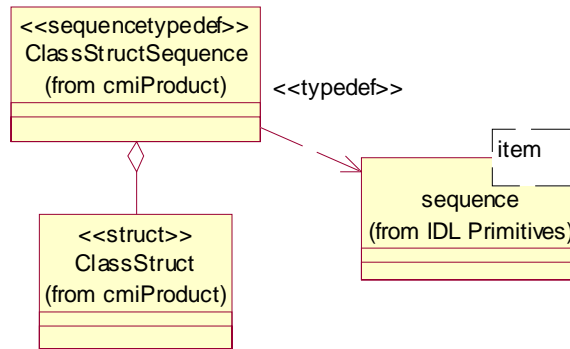 <<sequencetypedef>>
ClassStructSequence
(from cmiProduct)
<<typedef>>
item
sequence
(from IDL Primitives)
<<struct>>
ClassStruct
(from cmiProduct)